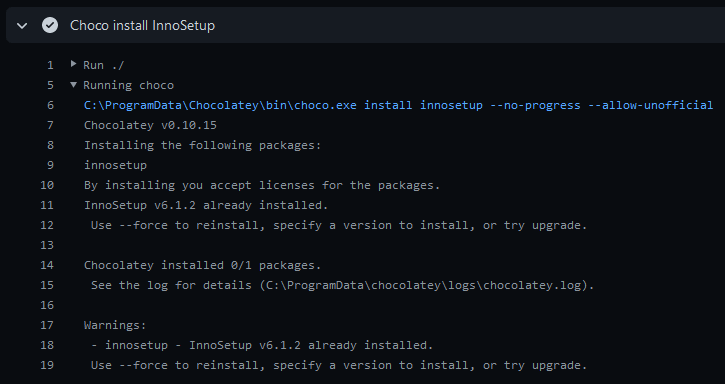 Choco install InnoSetup
1 Run ./
5 Running choco
6 C:\ProgramData\Chocolatey\bin\choco.exe install innosetup --no-progress --allow-unofficial
7 Chocolatey v0.10.15
8 Installing the following packages:
9 innosetup
10 By installing you accept licenses for the packages.
11 InnoSetup v6.1.2 already installed.
12 Use --force to reinstall, specify a version to install, or try upgrade.
13
14 Chocolatey installed 0/1 packages.
15 See the log for details (C:\ProgramData\chocolatey\logs\chocolatey.log).
16
17 Warnings:
18 - innosetup - InnoSetup v6.1.2 already installed.
19 Use --force to reinstall, specify a version to install, or try upgrade.